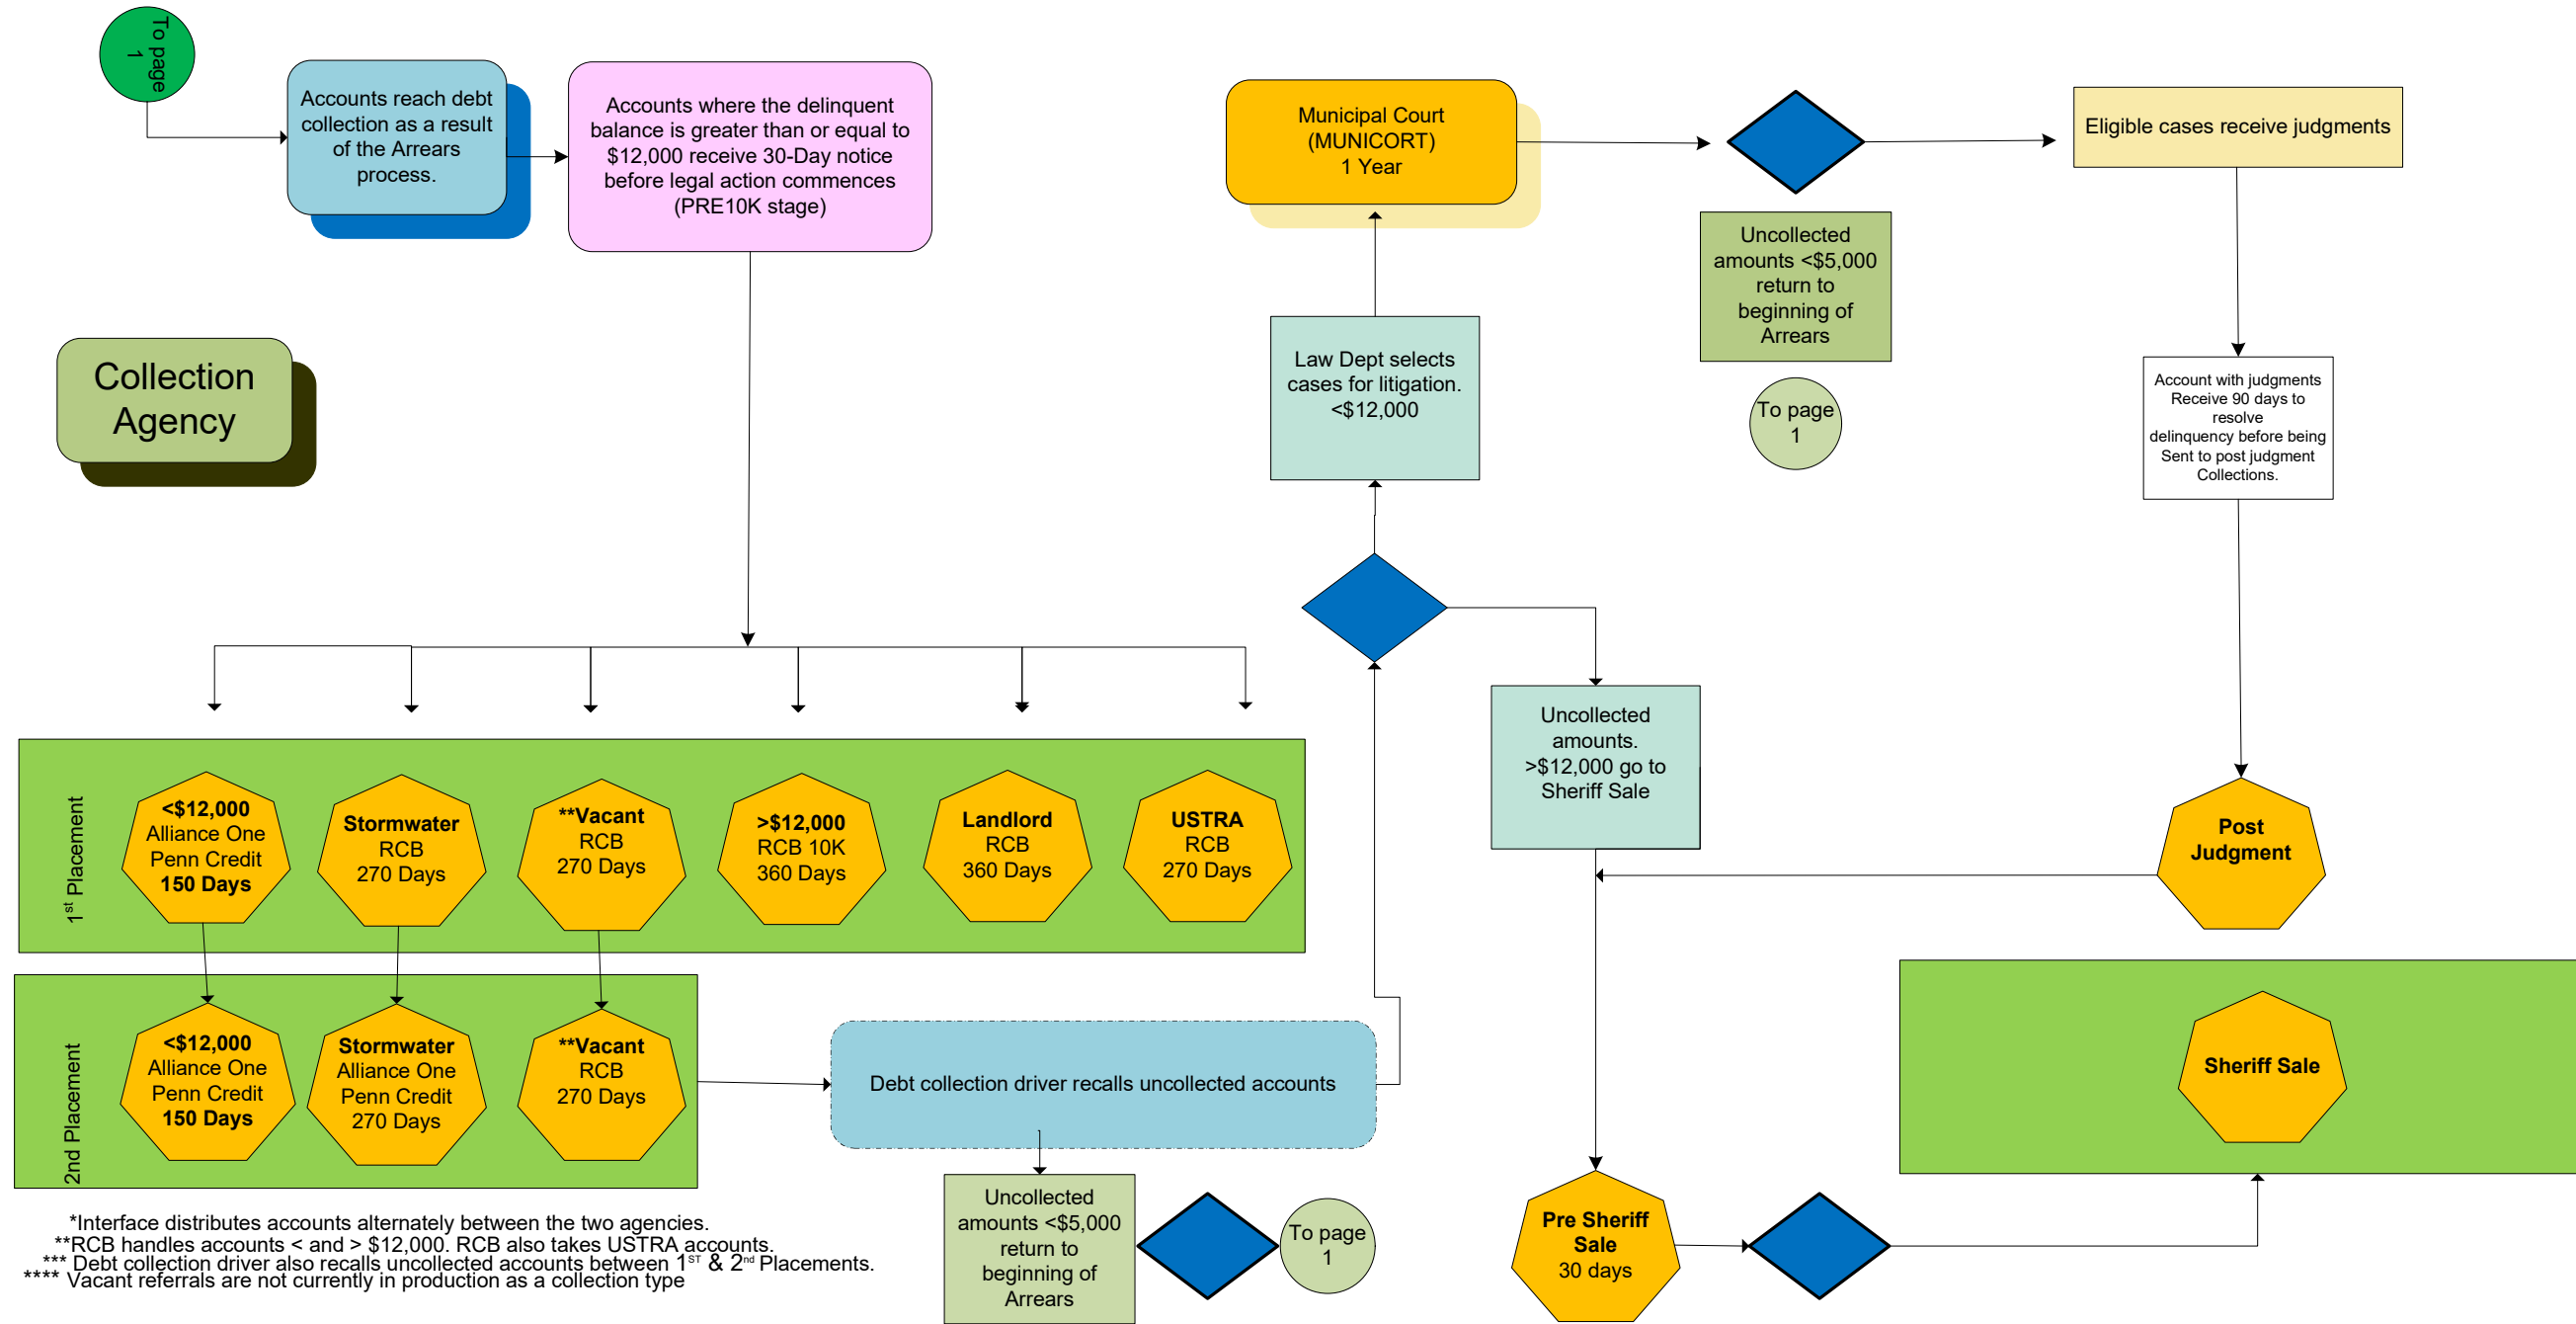 To page
1
Accounts reach debt
collection as a result
of the Arrears
process.
Accounts where the delinquent
balance is greater than or equal to
$12,000 receive 30-Day notice
before legal action commences
(PRE10K stage)
Municipal Court
(MUNICORT)
1 Year
Eligible cases receive judgments
Uncollected
amounts <$5,000
return to
beginning of
Arrears
To page
1
Collection
Agency
Law Dept selects
cases for litigation.
<$12,000
Account with judgments
Receive 90 days to
resolve
delinquency before being
Sent to post judgment
Collections.
Uncollected
amounts.
>$12,000 go to
Sheriff Sale
1st Placement
<$12,000
Alliance One
Penn Credit
150 Days
Stormwater
RCB
270 Days
**Vacant
RCB
270 Days
>$12,000
RCB 10K
360 Days
Landlord
RCB
360 Days
USTRA
RCB
270 Days
Post
Judgment
2nd Placement
<$12,000
Alliance One
Penn Credit
150 Days
Stormwater
Alliance One
Penn Credit
270 Days
**Vacant
RCB
270 Days
Debt collection driver recalls uncollected accounts
Sheriff Sale
Uncollected
amounts <$5,000
return to
beginning of
Arrears
To page
1
Pre Sheriff
Sale
30 days
*Interface distributes accounts alternately between the two agencies.
**RCB handles accounts < and > $12,000. RCB also takes USTRA accounts.
*** Debt collection driver also recalls uncollected accounts between 1ST & 2nd Placements.
**** Vacant referrals are not currently in production as a collection type